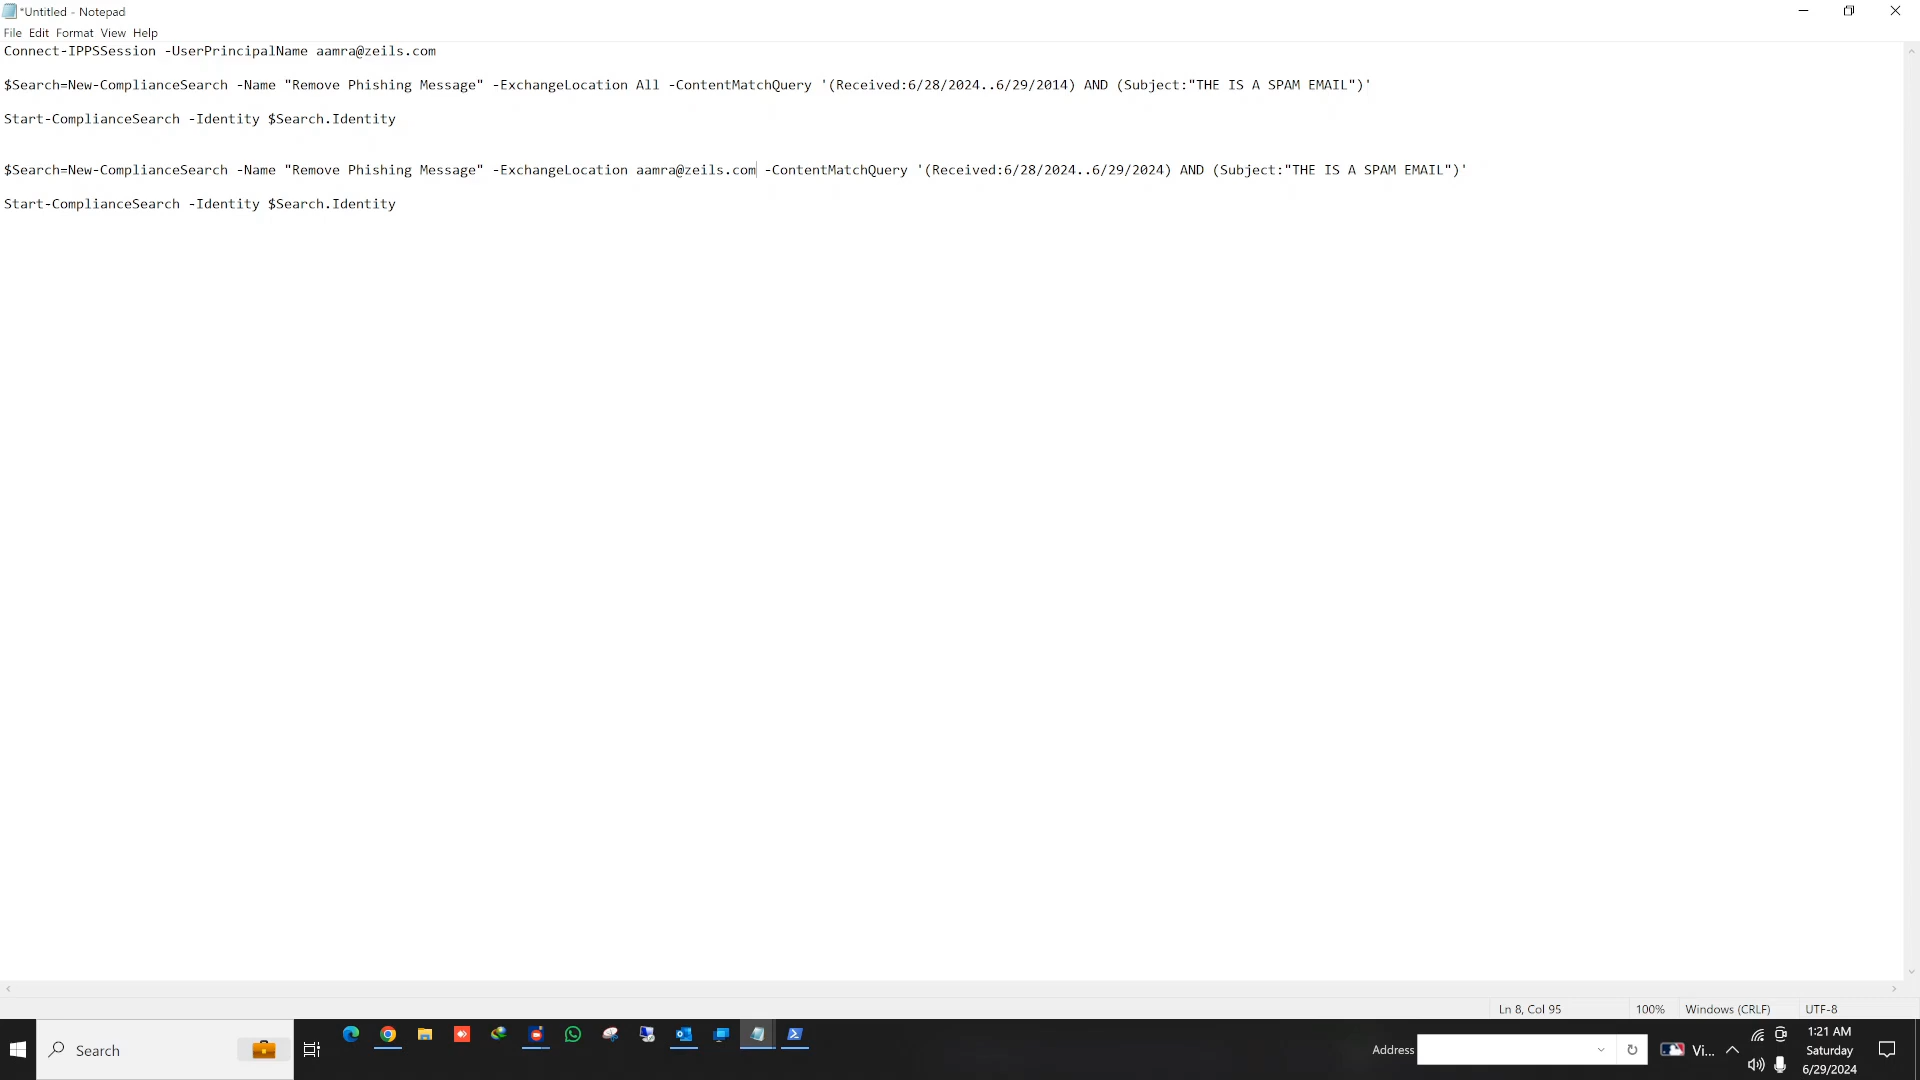 *Untitled - Notepad
File Edit Format View Help
Connect-IPPSSession -UserPrincipalName aamra@zeils.com
$Search=New-ComplianceSearch -Name "Remove Phishing Message" -ExchangeLocation All -ContentMatchQuery '(Received:6/28/2024..6/29/2014) AND (Subject:"THE IS A SPAM EMAIL")'
Start-ComplianceSearch -Identity $Search.Identity
$Search=New-ComplianceSearch -Name "Remove Phishing Message" -ExchangeLocation aamra@zeils.com -ContentMatchQuery '(Received:6/28/2024..6/29/2024) AND (Subject:"THE IS A SPAM EMAIL")'
Start-ComplianceSearch -Identity $Search.Identity
Ln 8, Col 95 100% Windows (CRLF) UTF-8
Search
Address
Vi...
1:21 AM
Saturday
6/29/2024